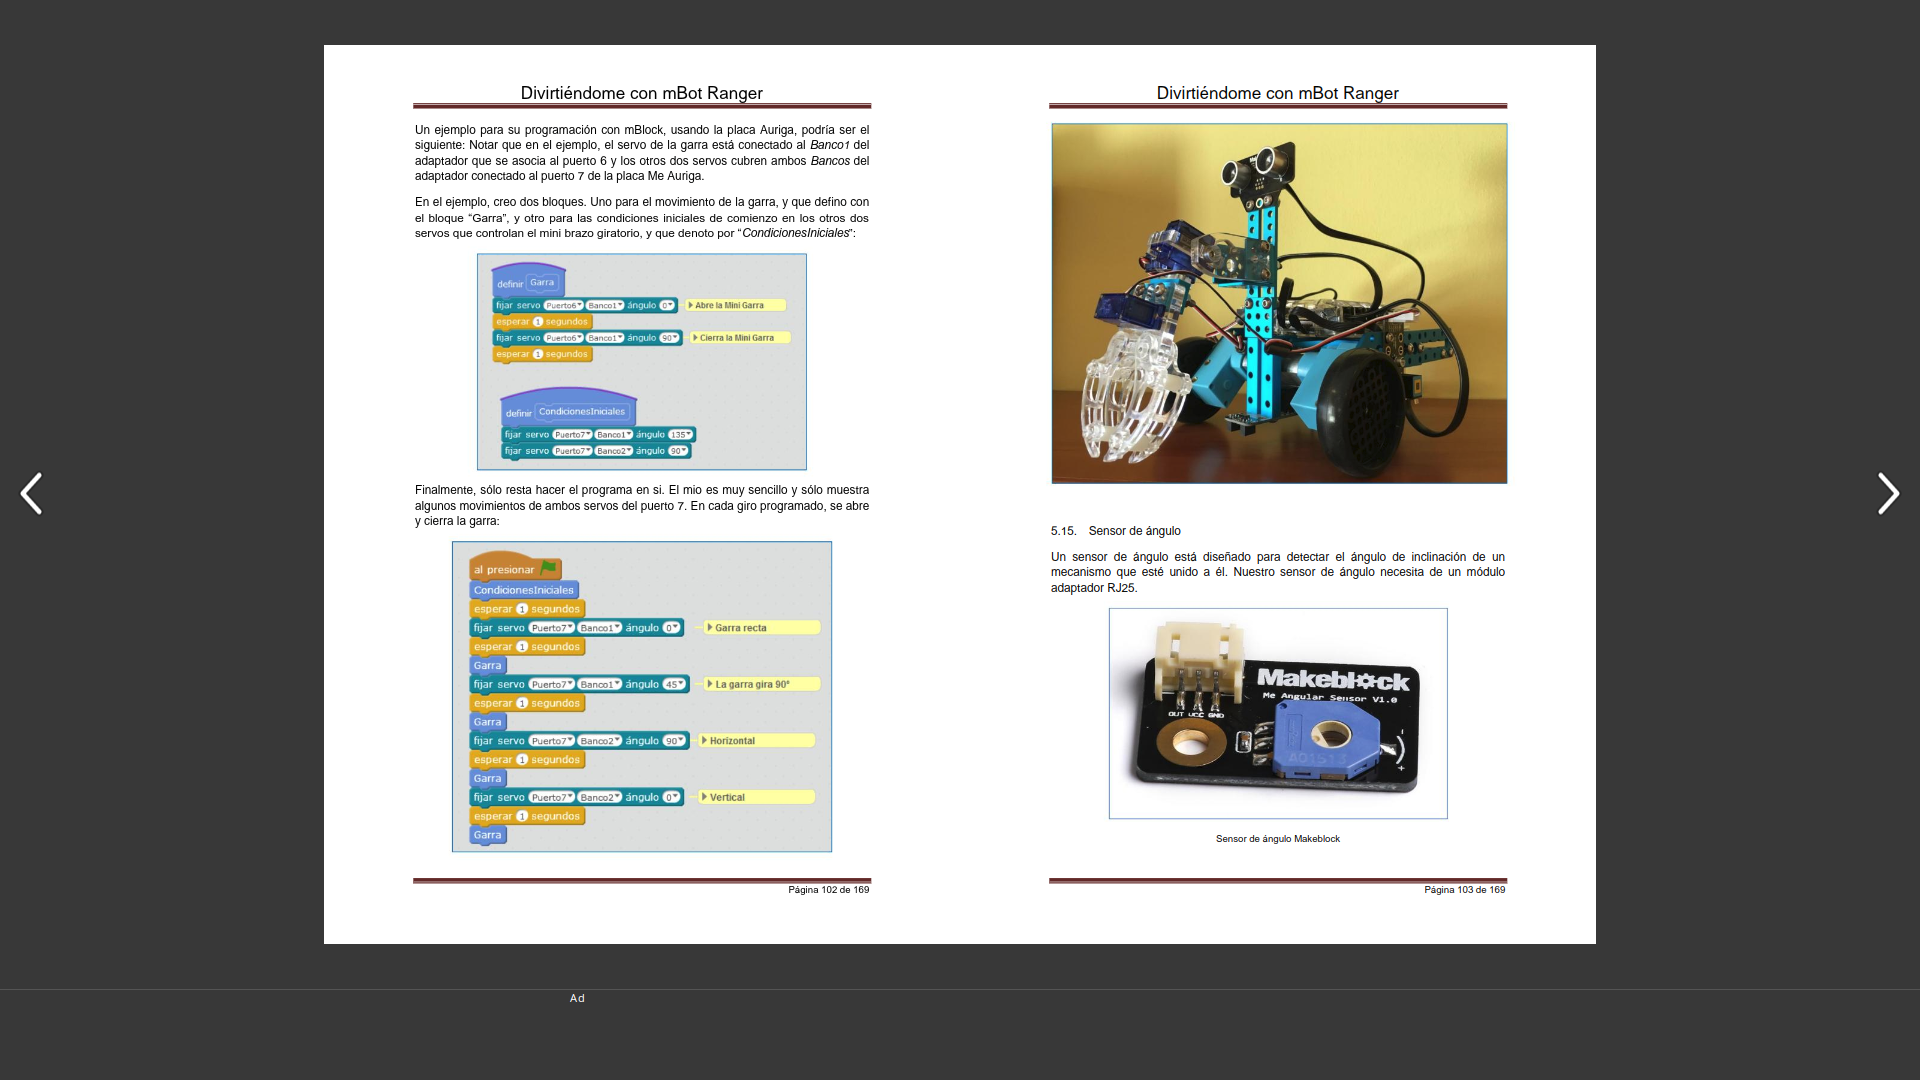 Divirtiéndome con mBot Ranger
Un ejemplo para su programación con mBlock, usando la placa Auriga, podría ser el
siguiente: Notar que en el ejemplo, el servo de la garra está conectado al Banco1 del
adaptador que se asocia al puerto 6 y los otros dos servos cubren ambos Bancos del
adaptador conectado al puerto 7 de la placa Me Auriga.
En el ejemplo, creo dos bloques. Uno para el movimiento de la garra, y que defino con
el bloque “Garra”, y otro para las condiciones iniciales de comienzo en los otros dos
servos que controlan el mini brazo giratorio, y que denoto por “CondicionesIniciales”:
definir Garra
fijar servo Puerto6 Banco1 ángulo 0 Abre la Mini Garra
esperar 1 segundos
fijar servo Puerto6 Banco1 ángulo 90 Cierra la Mini Garra
esperar 1 segundos
definir CondicionesIniciales
fijar servo Puerto7 Banco1 ángulo 135
fijar servo Puerto7 Banco2 ángulo 90
Finalmente, sólo resta hacer el programa en si. El mio es muy sencillo y sólo muestra
algunos movimientos de ambos servos del puerto 7. En cada giro programado, se abre
y cierra la garra:
al presionar
CondicionesIniciales
esperar 1 segundos
fijar servo Puerto7 Banco1 ángulo 0 Garra recta
esperar 1 segundos
Garra
fijar servo Puerto7 Banco1 ángulo 45 La garra gira 90°
esperar 1 segundos
Garra
fijar servo Puerto7 Banco2 ángulo 90 Horizontal
esperar 1 segundos
Garra
fijar servo Puerto7 Banco2 ángulo 0 Vertical
esperar 1 segundos
Garra
Página 102 de 169
Divirtiéndome con mBot Ranger
5.15. Sensor de ángulo
Un sensor de ángulo está diseñado para detectar el ángulo de inclinación de un
mecanismo que esté unido a él. Nuestro sensor de ángulo necesita de un módulo
adaptador RJ25.
Makeblock
Me Angular Sensor V1.0
OUT VCC GND
A01513
- +
Sensor de ángulo Makeblock
Página 103 de 169
Ad